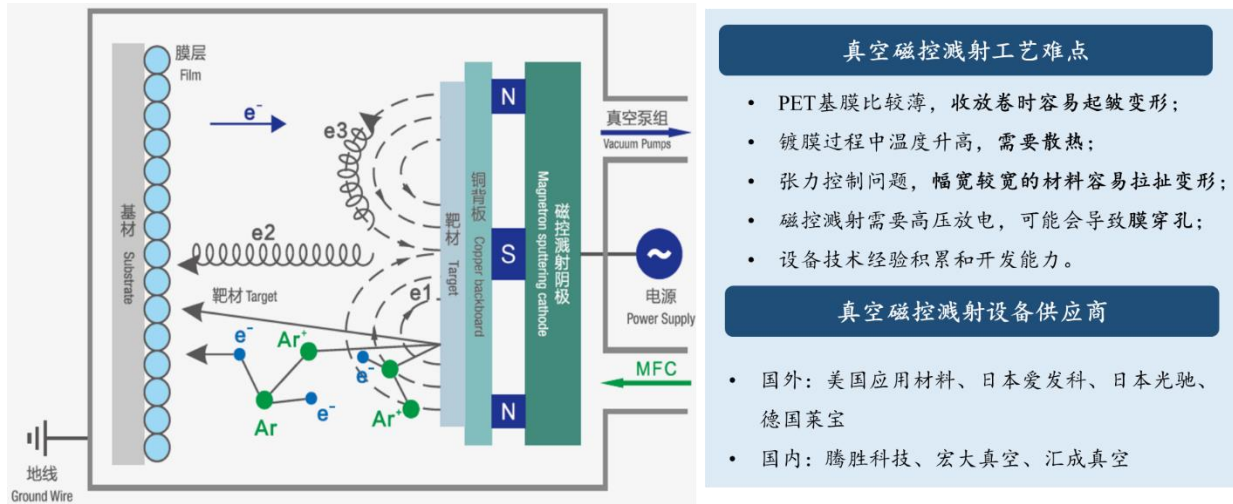 膜层
Film
e⁻
e3
e2
e1
基材 Substrate
靶材 Target
靶材 Target
铜背板 Copper backboard
磁控溅射阴极
Magnetron sputtering cathode
N
S
N
真空泵组
Vacuum Pumps
电源
Power Supply
MFC
e⁻
Ar⁺
Ar
e⁻
e⁻
Ar⁺
地线
Ground Wire
真空磁控溅射工艺难点
• PET基膜比较薄，收放卷时容易起皱变形；
• 镀膜过程中温度升高，需要散热；
• 张力控制问题，幅宽较宽的材料容易拉扯变形；
• 磁控溅射需要高压放电，可能会导致膜穿孔；
• 设备技术经验积累和开发能力。
真空磁控溅射设备供应商
• 国外：美国应用材料、日本爱发科、日本光驰、
德国莱宝
• 国内：腾胜科技、宏大真空、汇成真空